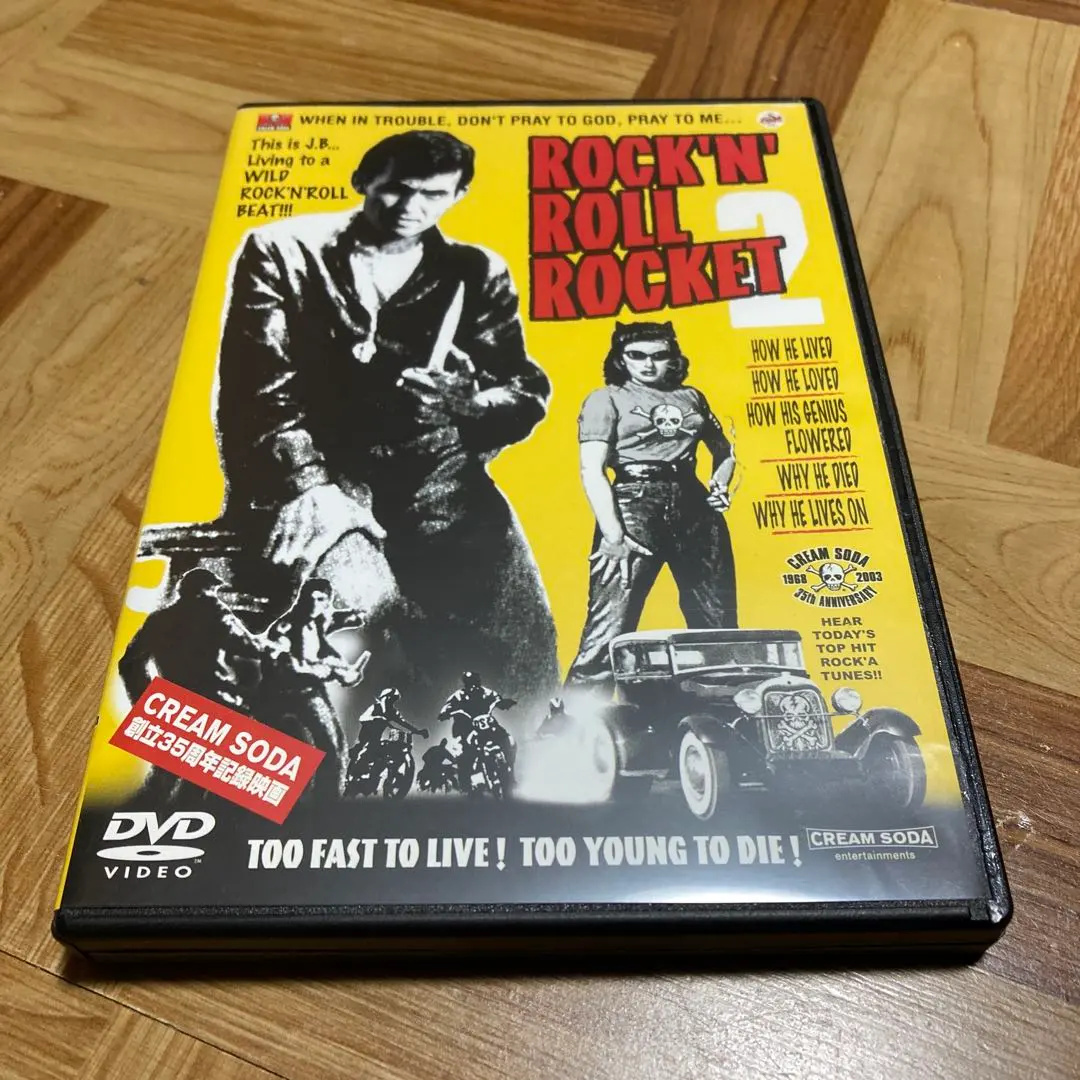 WHEN IN TROUBLE, DON'T PRAY TO GOD, PRAY TO ME...
This is J.B...
Living to a
WILD
ROCK'N'ROLL
BEAT!!!
ROCK'N'
ROLL
ROCKET
2
HOW HE LIVED
HOW HE LOVED
HOW HIS GENIUS
FLOWERED
WHY HE DIED
WHY HE LIVES ON
CREAM SODA
1968 2003
35th ANNIVERSARY
HEAR
TODAY'S
TOP HIT
ROCK'A
TUNES!!
CREAM SODA
創立35周年記録映画
DVD
VIDEO
TM
TOO FAST TO LIVE! TOO YOUNG TO DIE!
CREAM SODA
entertainments